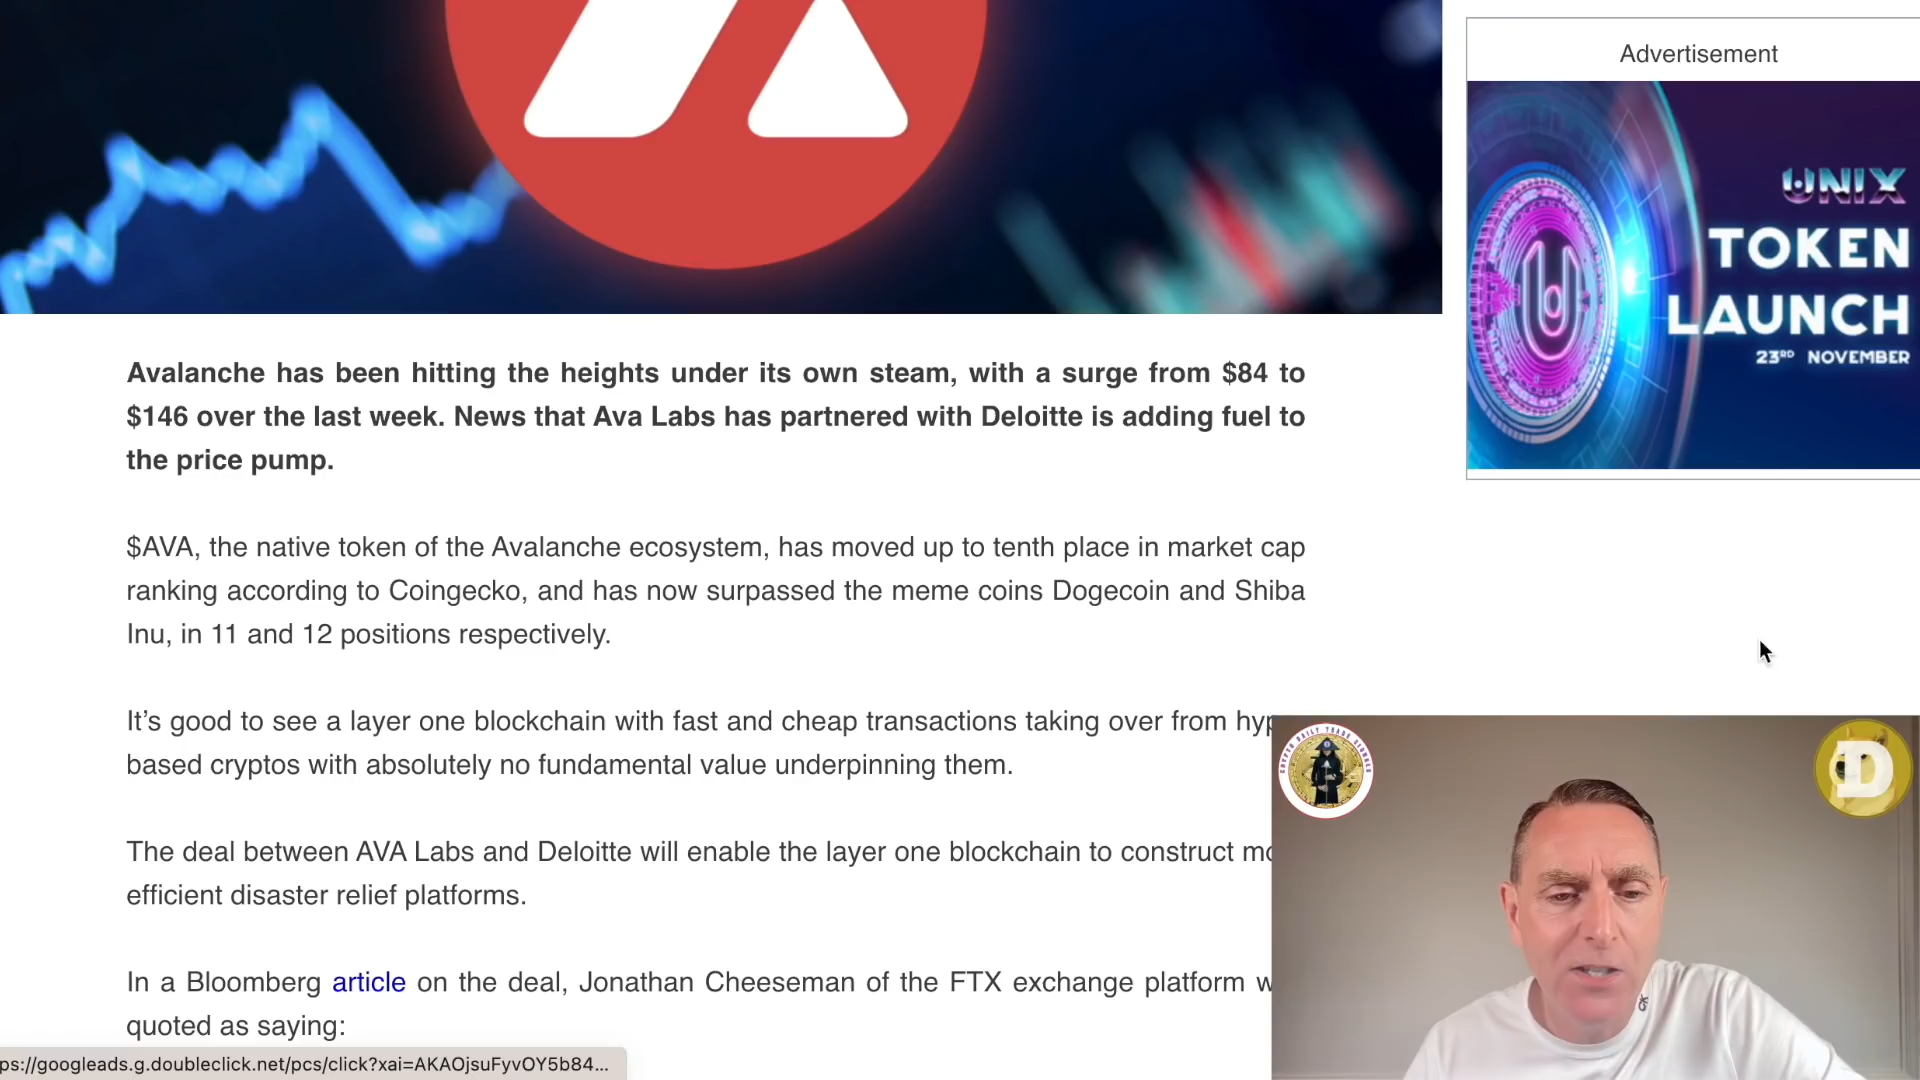 Advertisement
UNIX
TOKEN
LAUNCH
23RD NOVEMBER
Avalanche has been hitting the heights under its own steam, with a surge from $84 to
$146 over the last week. News that Ava Labs has partnered with Deloitte is adding fuel to
the price pump.
$AVA, the native token of the Avalanche ecosystem, has moved up to tenth place in market cap
ranking according to Coingecko, and has now surpassed the meme coins Dogecoin and Shiba
Inu, in 11 and 12 positions respectively.
It’s good to see a layer one blockchain with fast and cheap transactions taking over from hyp
based cryptos with absolutely no fundamental value underpinning them.
The deal between AVA Labs and Deloitte will enable the layer one blockchain to construct mo
efficient disaster relief platforms.
In a Bloomberg article on the deal, Jonathan Cheeseman of the FTX exchange platform w
quoted as saying:
ps://googleads.g.doubleclick.net/pcs/click?xai=AKAOjsuFyvOY5b84...
CRYPTO DAILY TRADE SIGNALS
D